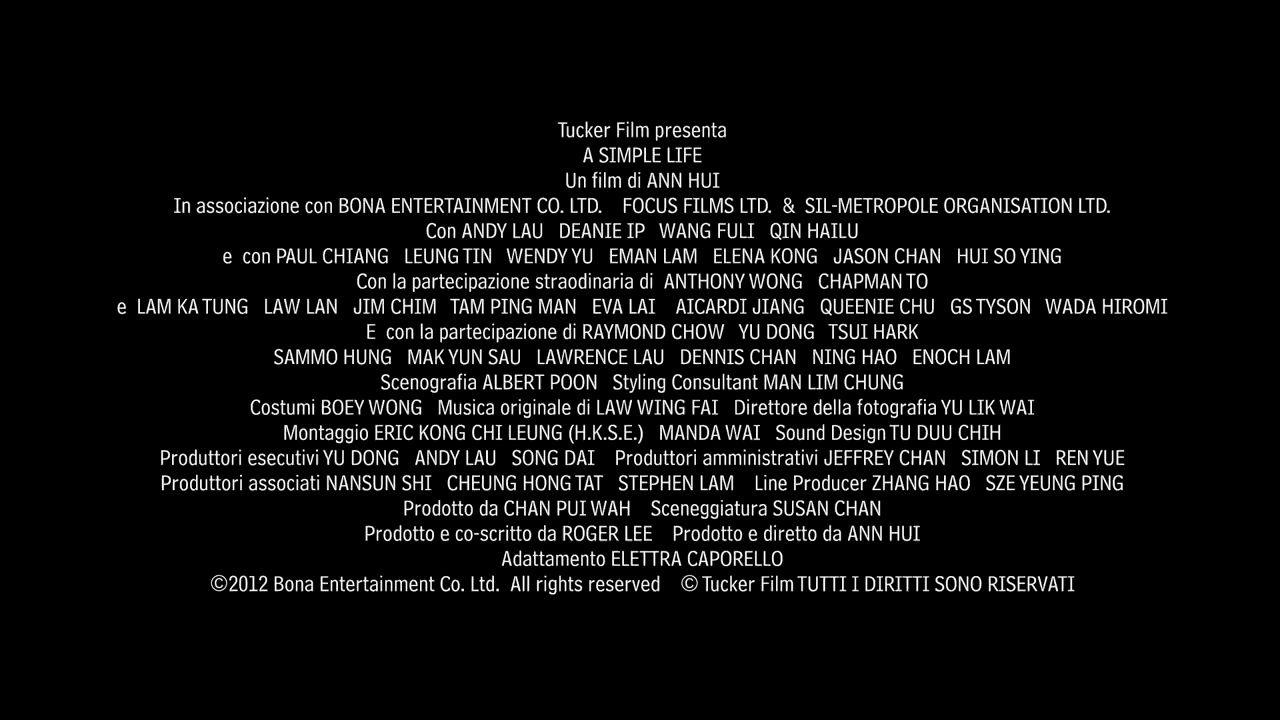 Tucker Film presenta
A SIMPLE LIFE
Un film di ANN HUI
In associazione con BONA ENTERTAINMENT CO. LTD. FOCUS FILMS LTD. & SIL-METROPOLE ORGANISATION LTD.
Con ANDY LAU DEANIE IP WANG FULI QIN HAILU
e con PAUL CHIANG LEUNG TIN WENDY YU EMAN LAM ELENA KONG JASON CHAN HUI SO YING
Con la partecipazione straodinaria di ANTHONY WONG CHAPMAN TO
e LAM KA TUNG LAW LAN JIM CHIM TAM PING MAN EVA LAI AICARDI JIANG QUEENIE CHU GS TYSON WADA HIROMI
E con la partecipazione di RAYMOND CHOW YU DONG TSUI HARK
SAMMO HUNG MAK YUN SAU LAWRENCE LAU DENNIS CHAN NING HAO ENOCH LAM
Scenografia ALBERT POON Styling Consultant MAN LIM CHUNG
Costumi BOEY WONG Musica originale di LAW WING FAI Direttore della fotografia YU LIK WAI
Montaggio ERIC KONG CHI LEUNG (H.K.S.E.) MANDA WAI Sound Design TU DUU CHIH
Produttori esecutivi YU DONG ANDY LAU SONG DAI Produttori amministrativi JEFFREY CHAN SIMON LI REN YUE
Produttori associati NANSUN SHI CHEUNG HONG TAT STEPHEN LAM Line Producer ZHANG HAO SZE YEUNG PING
Prodotto da CHAN PUI WAH Sceneggiatura SUSAN CHAN
Prodotto e co-scritto da ROGER LEE Prodotto e diretto da ANN HUI
Adattamento ELETTRA CAPORELLO
©2012 Bona Entertainment Co. Ltd. All rights reserved © Tucker Film TUTTI I DIRITTI SONO RISERVATI